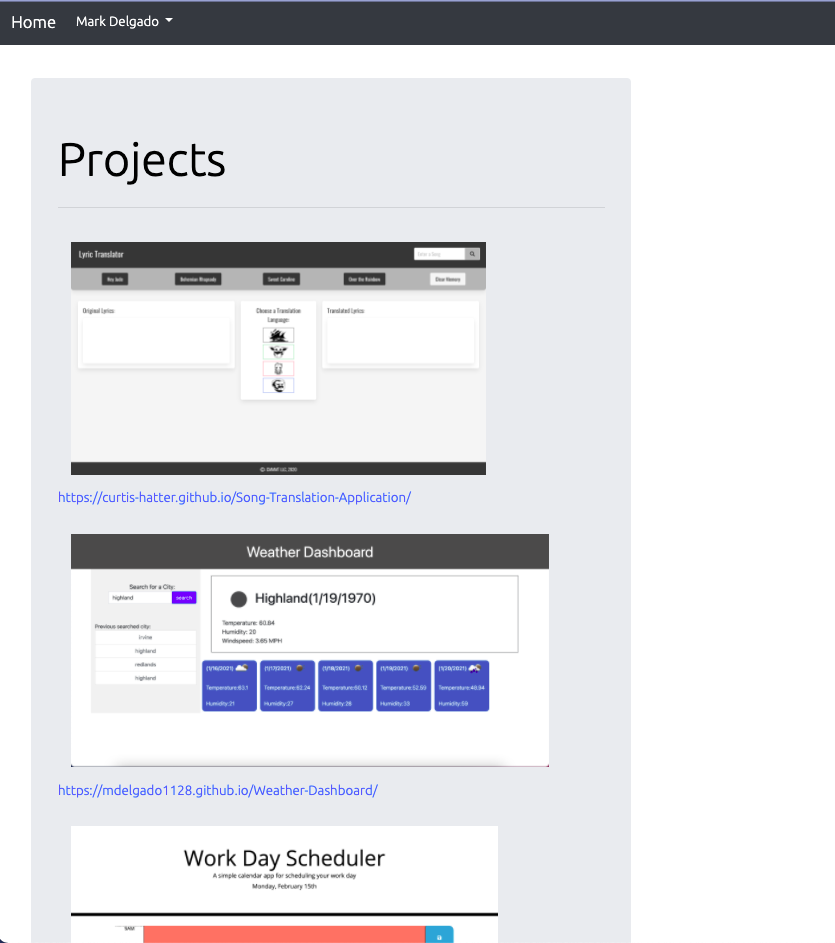 Home Mark Delgado
Projects
Lyric Translator
Enter a Song
Hey Jude Bohemian Rhapsody Sweet Caroline Over the Rainbow Clear History
Original Lyrics: Choose a Translation Language: Translated Lyrics:
https://curtis-hatter.github.io/Song-Translation-Application/
Weather Dashboard
Search for a City:
highland search
Highland(1/19/1970)
Temperature: 60.84
Humidity: 20
Windspeed: 3.65 MPH
Previous searched city:
irvine
highland
redlands
highland
(1/16/2021) (1/17/2021) (1/18/2021) (1/19/2021) (1/20/2021)
Temperature:63.1 Temperature:62.24 Temperature:60.12 Temperature:52.59 Temperature:48.94
Humidity:21 Humidity:27 Humidity:28 Humidity:33 Humidity:59
https://mdelgado1128.github.io/Weather-Dashboard/
Work Day Scheduler
A simple calendar app for scheduling your work day
Monday, February 15th
9AM